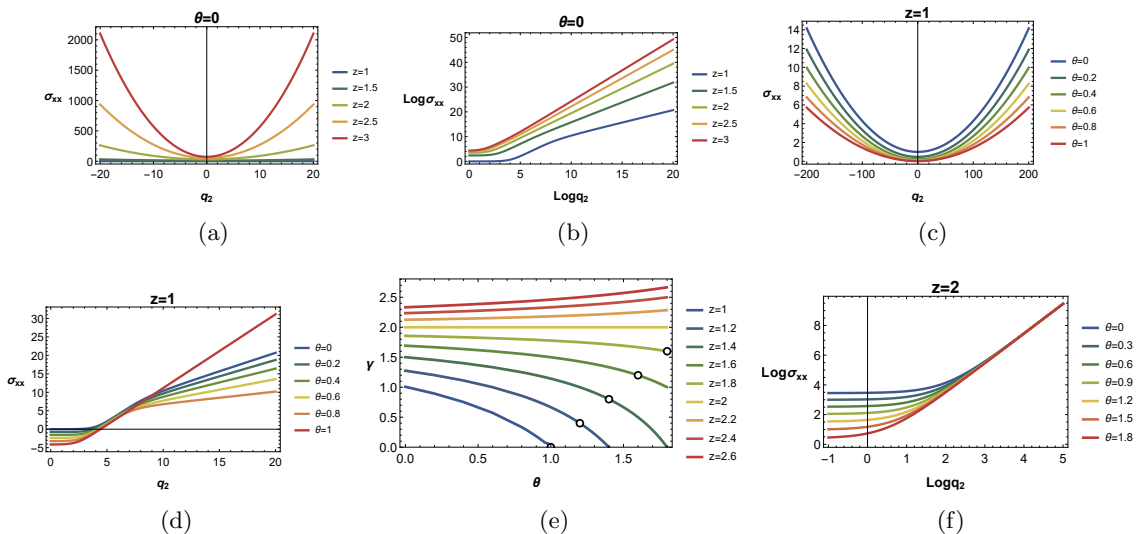 θ=0
2000
1500
1000
500
0
σxx
-20 -10 0 10 20
q2
z=1
z=1.5
z=2
z=2.5
z=3
(a)
θ=0
50
40
30
20
10
0
Logσxx
0 5 10 15 20
Logq2
z=1
z=1.5
z=2
z=2.5
z=3
(b)
z=1
14
12
10
8
6
4
2
0
σxx
-200 -100 0 100 200
q2
θ=0
θ=0.2
θ=0.4
θ=0.6
θ=0.8
θ=1
(c)
z=1
30
25
20
15
10
5
0
-5
σxx
0 5 10 15 20
q2
θ=0
θ=0.2
θ=0.4
θ=0.6
θ=0.8
θ=1
(d)
2.5
2.0
1.5
1.0
0.5
0.0
γ
0.0 0.5 1.0 1.5
θ
z=1
z=1.2
z=1.4
z=1.6
z=1.8
z=2
z=2.2
z=2.4
z=2.6
(e)
z=2
8
6
4
2
0
Logσxx
-1 0 1 2 3 4 5
Logq2
θ=0
θ=0.3
θ=0.6
θ=0.9
θ=1.2
θ=1.5
θ=1.8
(f)